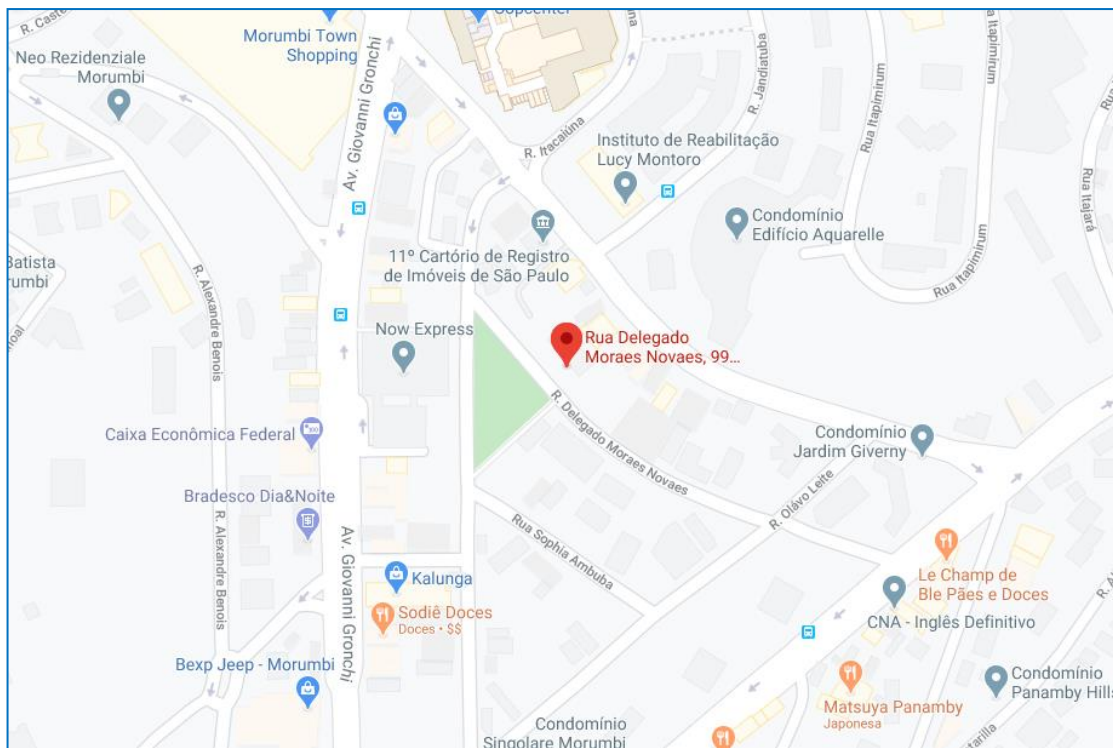 R. Caste
Morumbi Town
Shopping
Neo Rezidenziale
Morumbi
Av. Giovanni Gronchi
R. Itacaiúna
R. Jandiatuba
Rua Itapimirum
Rua Itapimirum
Rua Itajará
Instituto de Reabilitação
Lucy Montoro
Condomínio
Edifício Aquarelle
11º Cartório de Registro
de Imóveis de São Paulo
Batista
rumbi
R. Alexandre Benois
Rua Itapimirum
Now Express
Rua Delegado
Moraes Novaes, 99...
R. Delegado Moraes Novaes
Caixa Econômica Federal
Condomínio
Jardim Giverny
Bradesco Dia&Noite
R. Olavo Leite
Rua Sophia Ambuba
R. Alexandre Benois
Av. Giovanni Gronchi
Kalunga
Sodiê Doces
Doces • $$
Le Champ de
Ble Pães e Doces
CNA - Inglês Definitivo
Bexp Jeep - Morumbi
Condomínio
Panamby Hills
Matsuya Panamby
Japonesa
Condomínio
Singolare Morumbi
tarilla